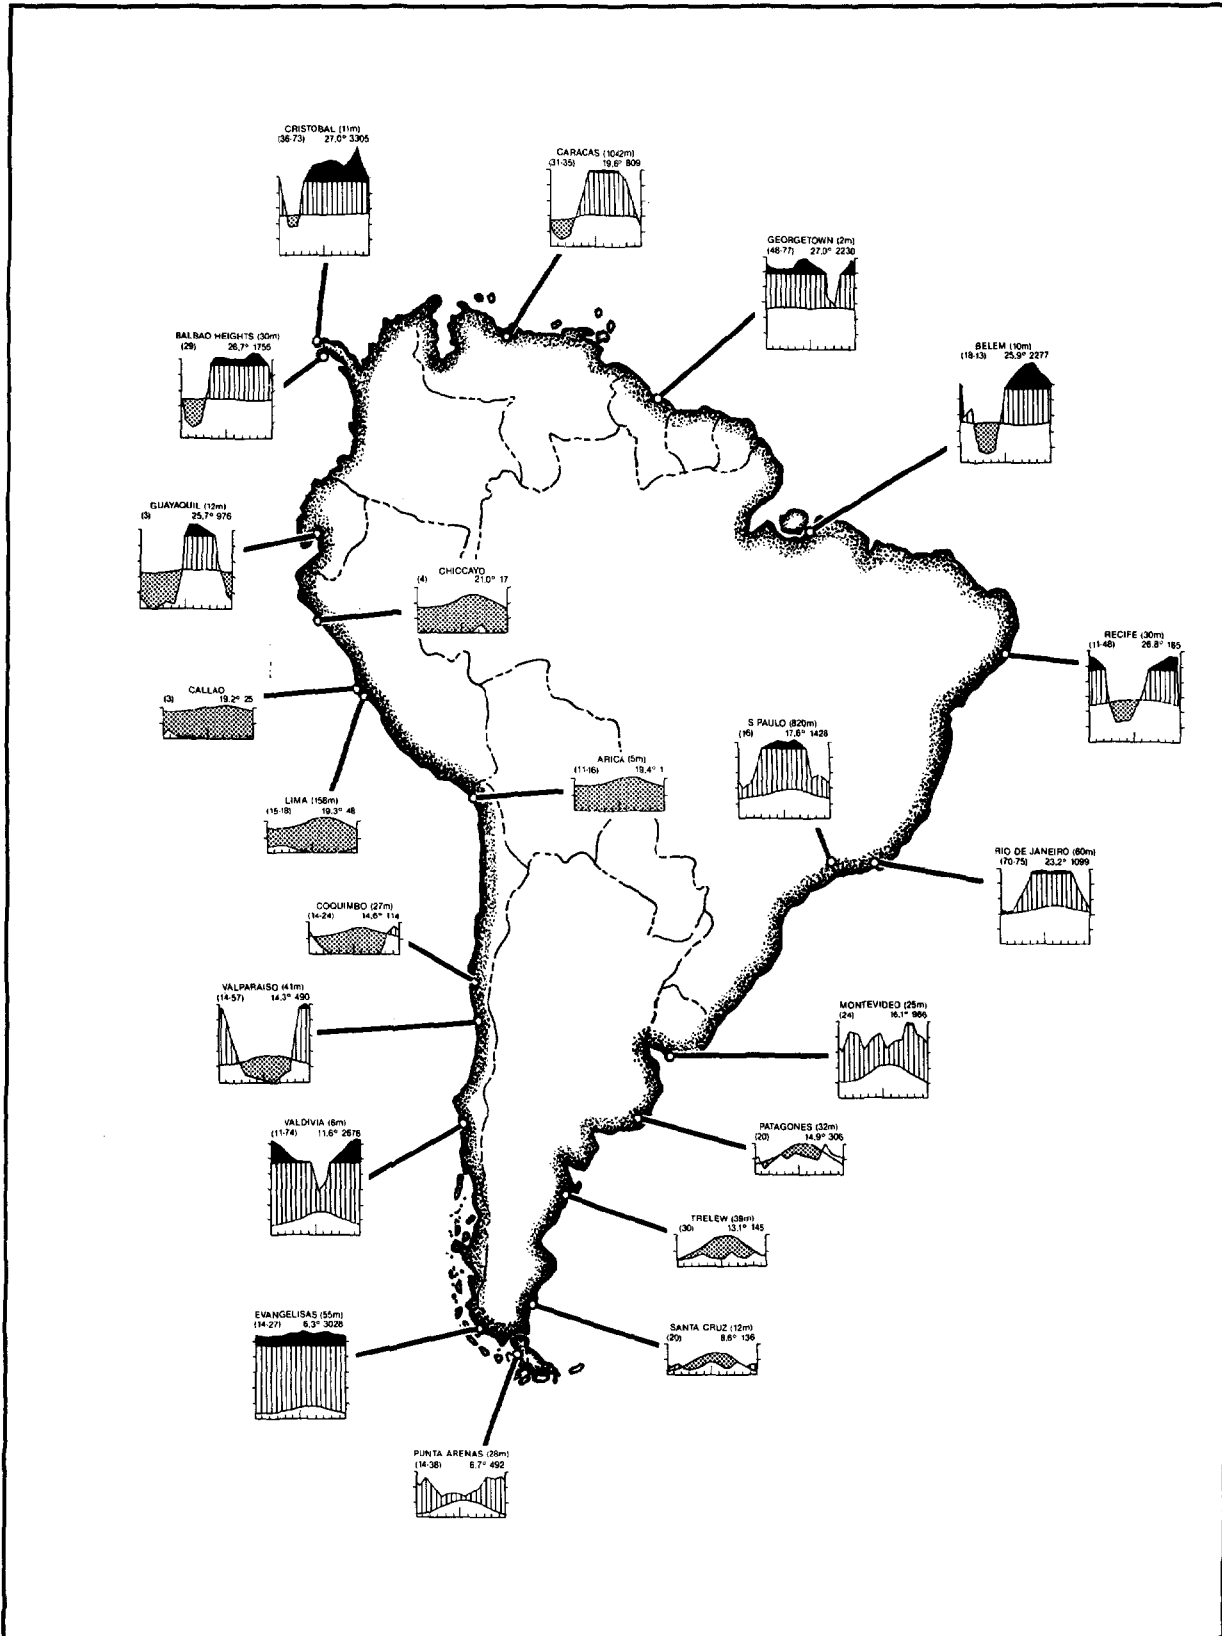 CRISTOBAL (11m)
(36-73) 27.0° 3305
CARACAS (1042m)
(31-35) 19.6° 809
GEORGETOWN (2m)
(48-77) 27.0° 2230
BALBAO HEIGHTS (30m)
(29) 26.7° 1755
BELEM (10m)
(18-13) 25.9° 2277
GUAYAQUIL (12m)
(3) 25.7° 976
CHICCAYO
(4) 21.0° 17
RECIFE (30m)
(11-48) 26.8° 165
CALLAO
(3) 19.2° 25
S PAULO (820m)
(16) 17.6° 1428
ARICA (5m)
(11-16) 19.4° 1
LIMA (158m)
(15-18) 19.3° 48
RIO DE JANEIRO (60m)
(70-75) 23.2° 1099
COQUIMBO (27m)
(14-24) 14.6° 114
VALPARAISO (41m)
(14-57) 14.3° 490
MONTEVIDEO (25m)
(24) 16.1° 966
VALDIVIA (8m)
(11-74) 11.6° 2676
PATAGONES (32m)
(20) 14.9° 306
TRELEW (39m)
(30) 13.1° 145
EVANGELISAS (55m)
(14-27) 6.3° 3028
SANTA CRUZ (12m)
(20) 8.6° 136
PUNTA ARENAS (28m)
(14-38) 6.7° 492